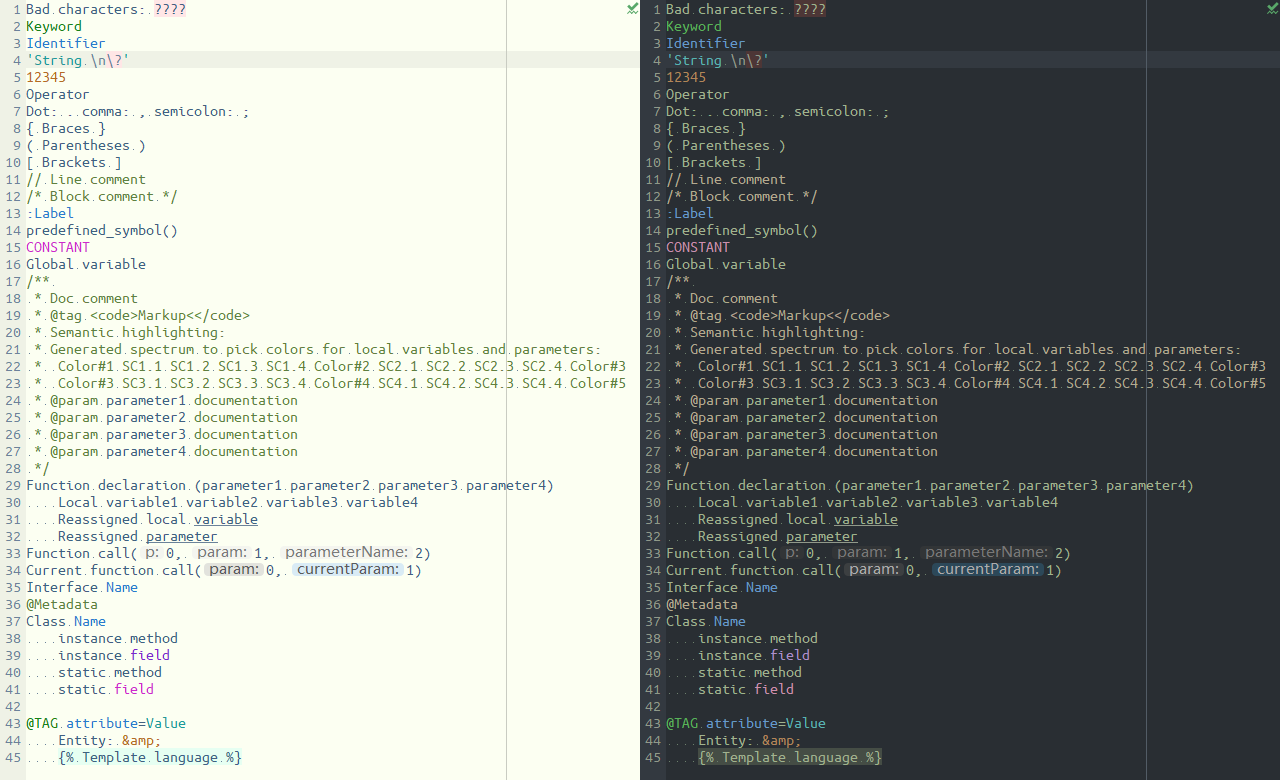 1 Bad characters: ????
2 Keyword
3 Identifier
4 'String \n\?'
5 12345
6 Operator
7 Dot: . comma: , semicolon: ;
8 { Braces }
9 ( Parentheses )
10 [ Brackets ]
11 // Line comment
12 /* Block comment */
13 :Label
14 predefined_symbol()
15 CONSTANT
16 Global variable
17 /**
18 * Doc comment
19 * @tag <code>Markup<</code>
20 * Semantic highlighting:
21 * Generated spectrum to pick colors for local variables and parameters:
22 * Color#1 SC1.1 SC1.2 SC1.3 SC1.4 Color#2 SC2.1 SC2.2 SC2.3 SC2.4 Color#3
23 * Color#3 SC3.1 SC3.2 SC3.3 SC3.4 Color#4 SC4.1 SC4.2 SC4.3 SC4.4 Color#5
24 * @param parameter1 documentation
25 * @param parameter2 documentation
26 * @param parameter3 documentation
27 * @param parameter4 documentation
28 */
29 Function declaration (parameter1 parameter2 parameter3 parameter4)
30 Local variable1 variable2 variable3 variable4
31 Reassigned local variable
32 Reassigned parameter
33 Function call( p: 0, param: 1, parameterName: 2)
34 Current function call( param: 0, currentParam: 1)
35 Interface Name
36 @Metadata
37 Class Name
38 instance method
39 instance field
40 static method
41 static field
42
43 @TAG attribute=Value
44 Entity: &amp;
45 {% Template language %}
1 Bad characters: ????
2 Keyword
3 Identifier
4 'String \n\?'
5 12345
6 Operator
7 Dot: . comma: , semicolon: ;
8 { Braces }
9 ( Parentheses )
10 [ Brackets ]
11 // Line comment
12 /* Block comment */
13 :Label
14 predefined_symbol()
15 CONSTANT
16 Global variable
17 /**
18 * Doc comment
19 * @tag <code>Markup<</code>
20 * Semantic highlighting:
21 * Generated spectrum to pick colors for local variables and parameters:
22 * Color#1 SC1.1 SC1.2 SC1.3 SC1.4 Color#2 SC2.1 SC2.2 SC2.3 SC2.4 Color#3
23 * Color#3 SC3.1 SC3.2 SC3.3 SC3.4 Color#4 SC4.1 SC4.2 SC4.3 SC4.4 Color#5
24 * @param parameter1 documentation
25 * @param parameter2 documentation
26 * @param parameter3 documentation
27 * @param parameter4 documentation
28 */
29 Function declaration (parameter1 parameter2 parameter3 parameter4)
30 Local variable1 variable2 variable3 variable4
31 Reassigned local variable
32 Reassigned parameter
33 Function call( p: 0, param: 1, parameterName: 2)
34 Current function call( param: 0, currentParam: 1)
35 Interface Name
36 @Metadata
37 Class Name
38 instance method
39 instance field
40 static method
41 static field
42
43 @TAG attribute=Value
44 Entity: &amp;
45 {% Template language %}